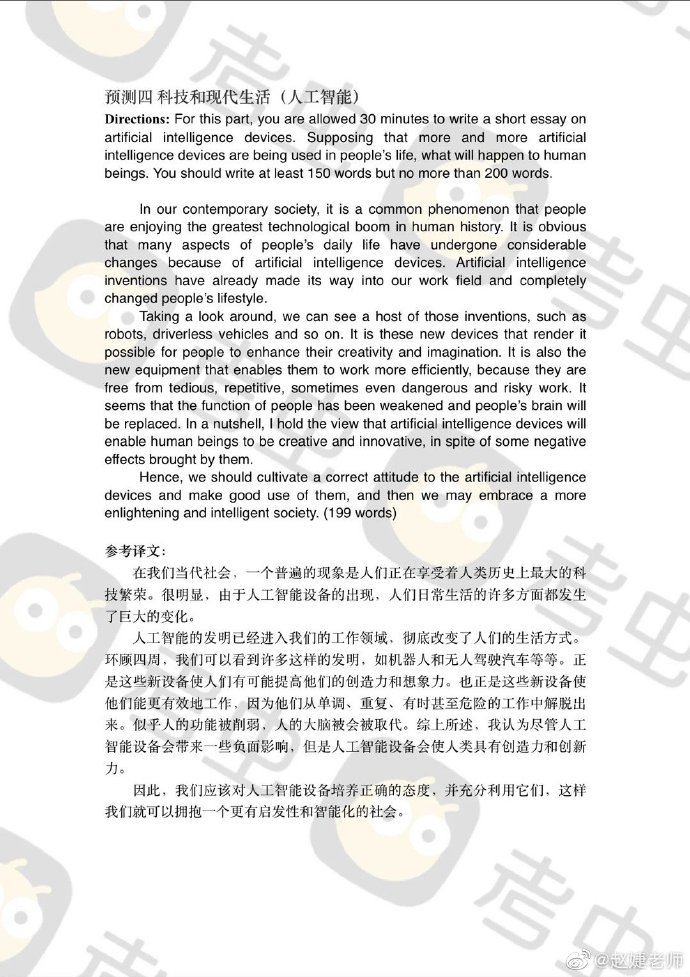 预测四 科技和现代生活（人工智能）
Directions: For this part, you are allowed 30 minutes to write a short essay on
artificial intelligence devices. Supposing that more and more artificial
intelligence devices are being used in people's life, what will happen to human
beings. You should write at least 150 words but no more than 200 words.
In our contemporary society, it is a common phenomenon that people
are enjoying the greatest technological boom in human history. It is obvious
that many aspects of people's daily life have undergone considerable
changes because of artificial intelligence devices. Artificial intelligence
inventions have already made its way into our work field and completely
changed people's lifestyle.
Taking a look around, we can see a host of those inventions, such as
robots, driverless vehicles and so on. It is these new devices that render it
possible for people to enhance their creativity and imagination. It is also the
new equipment that enables them to work more efficiently, because they are
free from tedious, repetitive, sometimes even dangerous and risky work. It
seems that the function of people has been weakened and people's brain will
be replaced. In a nutshell, I hold the view that artificial intelligence devices will
enable human beings to be creative and innovative, in spite of some negative
effects brought by them.
Hence, we should cultivate a correct attitude to the artificial intelligence
devices and make good use of them, and then we may embrace a more
enlightening and intelligent society. (199 words)
参考译文：
在我们当代社会，一个普遍的现象是人们正在享受着人类历史上最大的科
技繁荣。很明显，由于人工智能设备的出现，人们日常生活的许多方面都发生
了巨大的变化。
人工智能的发明已经进入我们的工作领域，彻底改变了人们的生活方式。
环顾四周，我们可以看到许多这样的发明，如机器人和无人驾驶汽车等等。正
是这些新设备使人们有可能提高他们的创造力和想象力。也正是这些新设备使
他们能更有效地工作，因为他们从单调、重复、有时甚至危险的工作中解脱出
来。似乎人的功能被削弱，人的大脑被会被取代。综上所述，我认为尽管人工
智能设备会带来一些负面影响，但是人工智能设备会使人类具有创造力和创新
力。
因此，我们应该对人工智能设备培养正确的态度，并充分利用它们，这样
我们就可以拥抱一个更有启发性和智能化的社会。
考虫
@赵婕老师